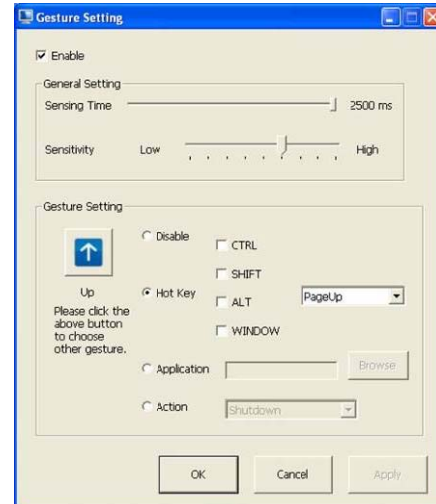 Gesture Setting
Enable
General Setting
Sensing Time 2500 ms
Sensitivity Low High
Gesture Setting
Disable
CTRL
SHIFT
Hot Key
ALT
PageUp
WINDOW
Up
Please click the
above button
to choose
other gesture.
Application
Browse
Action
Shutdown
OK Cancel Apply